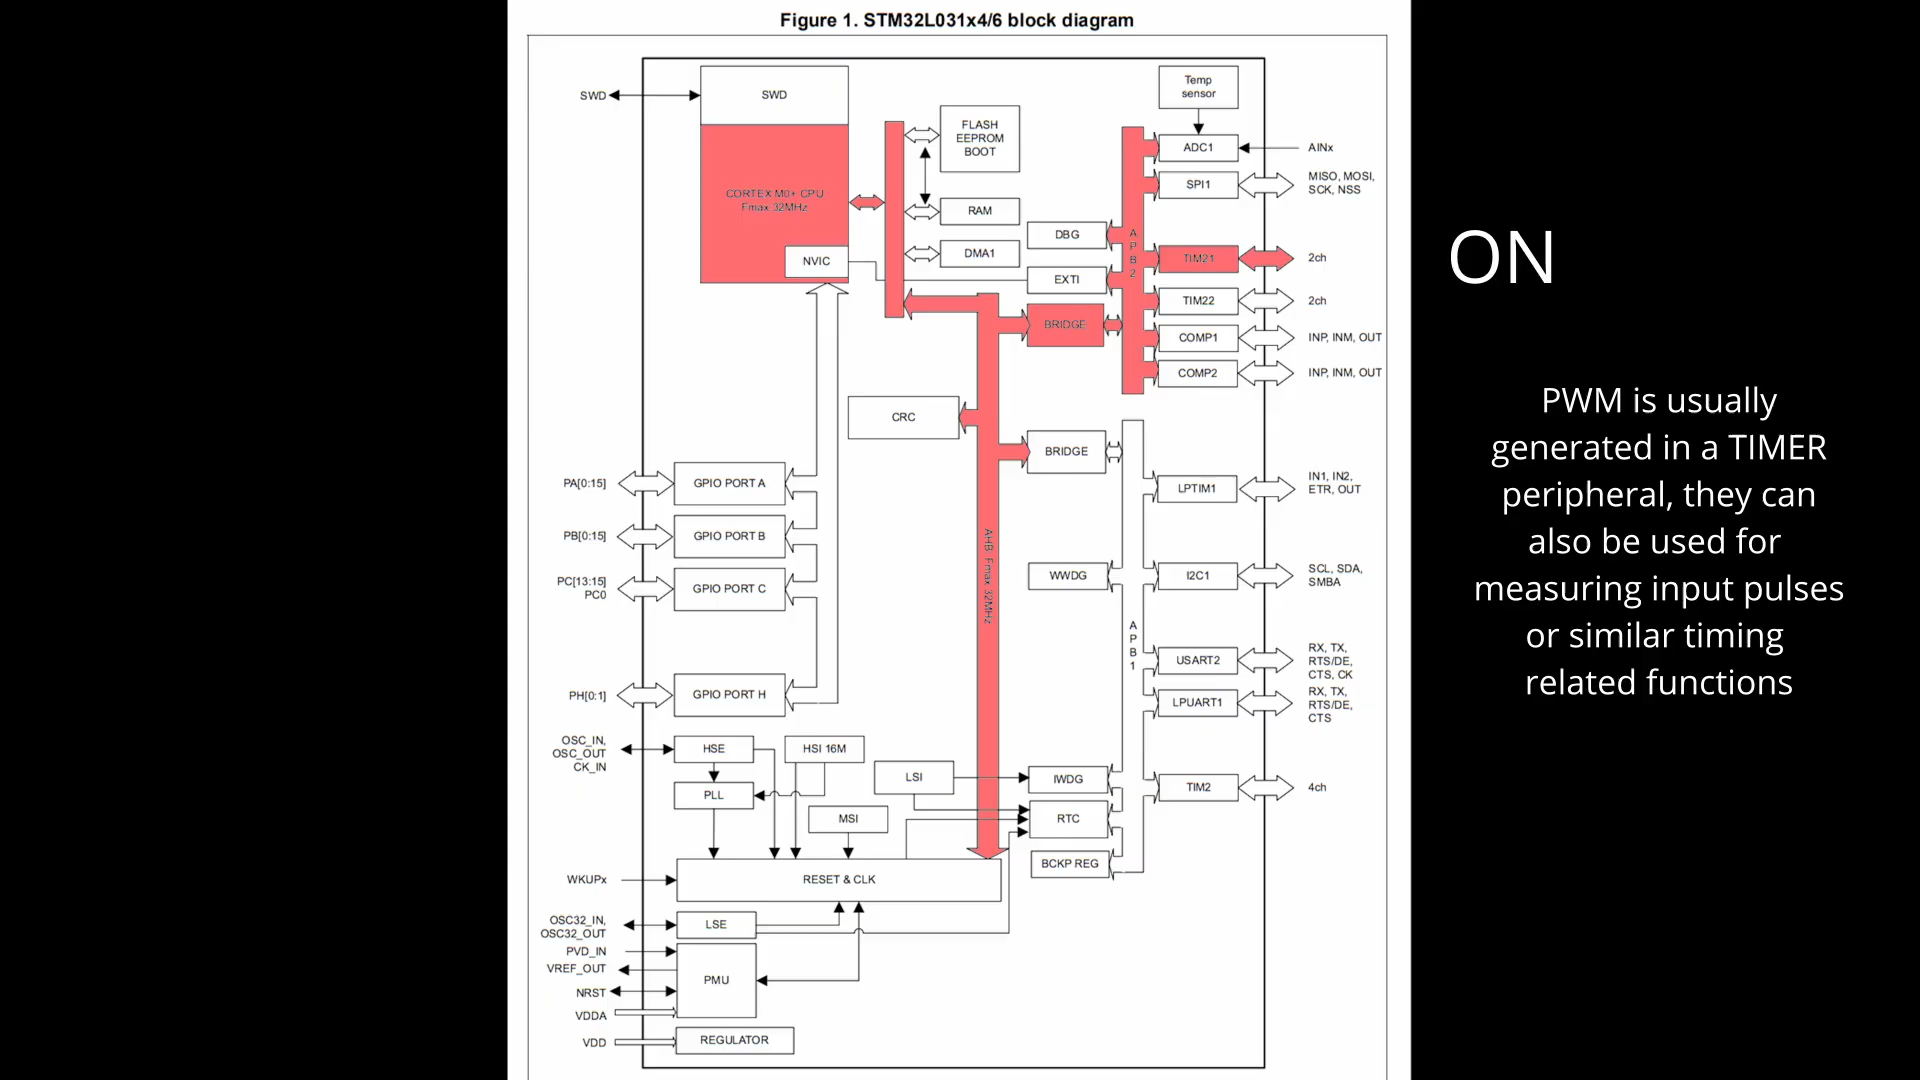 Figure 1. STM32L031x4/6 block diagram
SWD
SWD
CORTEX M0+ CPU
Fmax 32MHz
NVIC
FLASH
EEPROM
BOOT
RAM
DMA1
DBG
EXTI
BRIDGE
CRC
BRIDGE
AHB Fmax 32MHz
APB2
Temp
sensor
ADC1
AINx
SPI1
MISO, MOSI,
SCK, NSS
TIM21
2ch
TIM22
2ch
COMP1
INP, INM, OUT
COMP2
INP, INM, OUT
LPTIM1
IN1, IN2,
ETR, OUT
WWDG
I2C1
SCL, SDA,
SMBA
APB1
USART2
RX, TX,
RTS/DE,
CTS, CK
LPUART1
RX, TX,
RTS/DE,
CTS
TIM2
4ch
PA[0:15]
GPIO PORT A
PB[0:15]
GPIO PORT B
PC[13:15]
PC0
GPIO PORT C
PH[0:1]
GPIO PORT H
OSC_IN,
OSC_OUT
CK_IN
HSE
HSI 16M
PLL
MSI
LSI
IWDG
RTC
BCKP REG
WKUPx
RESET & CLK
OSC32_IN,
OSC32_OUT
LSE
PVD_IN
VREF_OUT
NRST
VDDA
PMU
VDD
REGULATOR
ON
PWM is usually
generated in a TIMER
peripheral, they can
also be used for
measuring input pulses
or similar timing
related functions